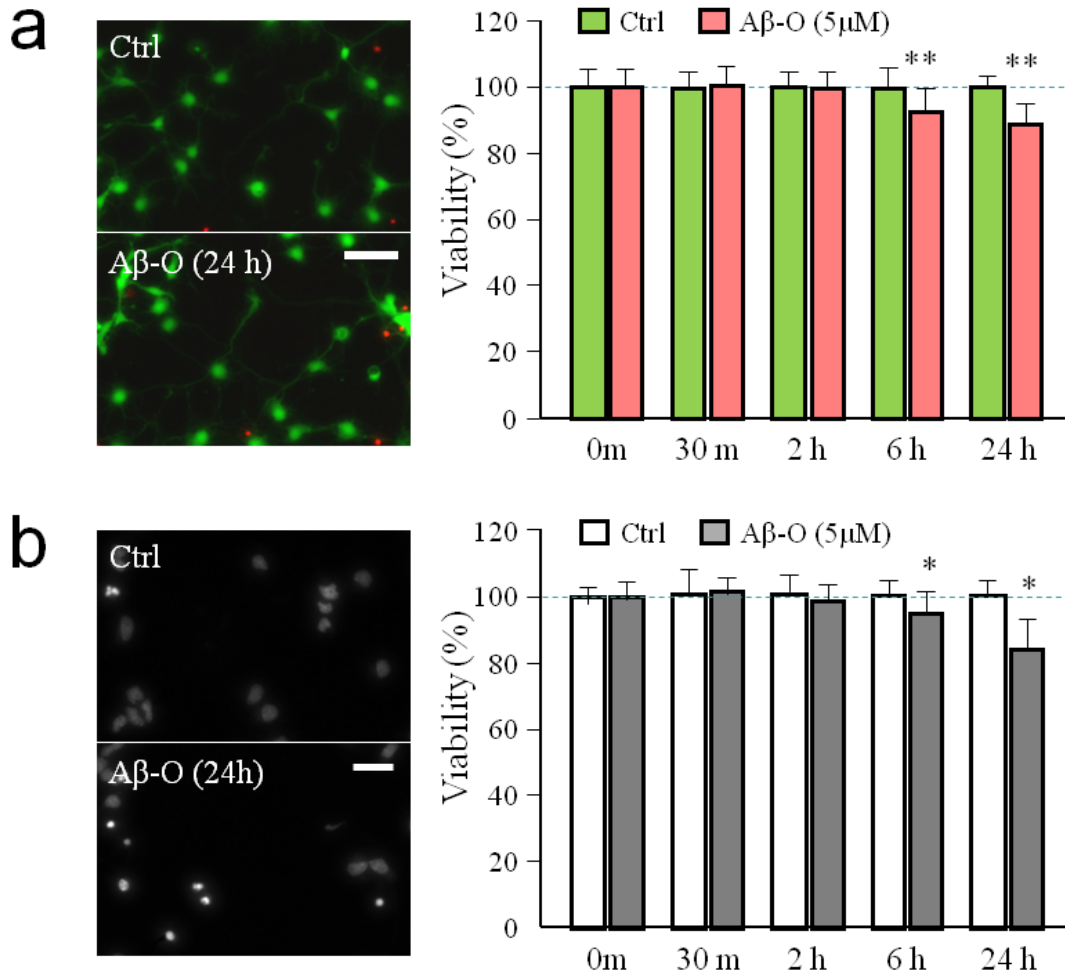 a
Ctrl
Aβ-O (24 h)
Ctrl Aβ-O (5μM)
Viability (%)
120
100
80
60
40
20
0
** **
0m 30 m 2 h 6 h 24 h
b
Ctrl
Aβ-O (24h)
Ctrl Aβ-O (5μM)
Viability (%)
120
100
80
60
40
20
0
* *
0m 30 m 2 h 6 h 24 h